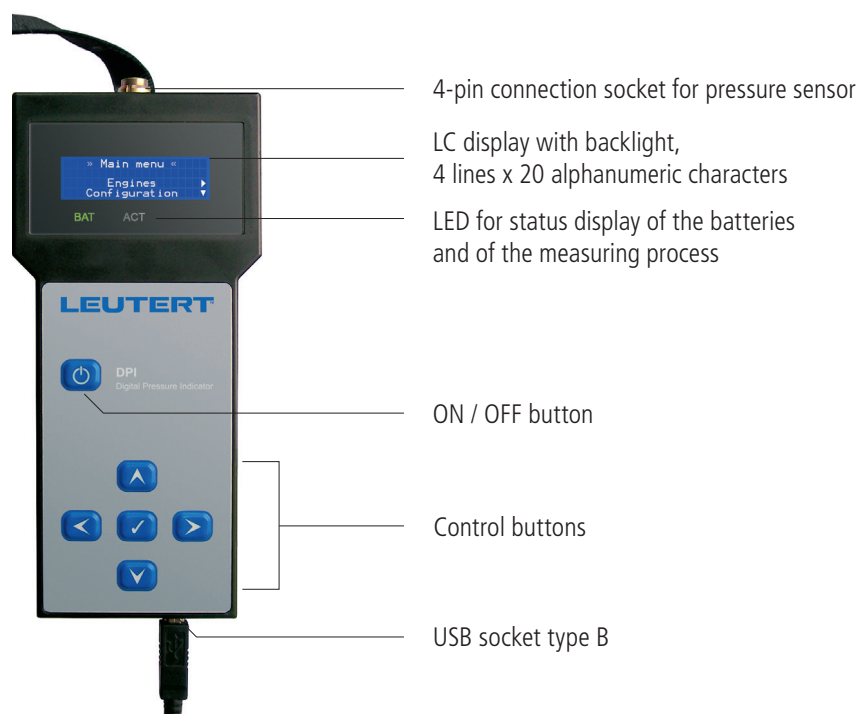 4-pin connection socket for pressure sensor
LC display with backlight,
4 lines x 20 alphanumeric characters
LED for status display of the batteries
and of the measuring process
» Main menu «
Engines
Configuration
BAT ACT
LEUTERT
DPI
Digital Pressure Indicator
ON / OFF button
Control buttons
USB socket type B